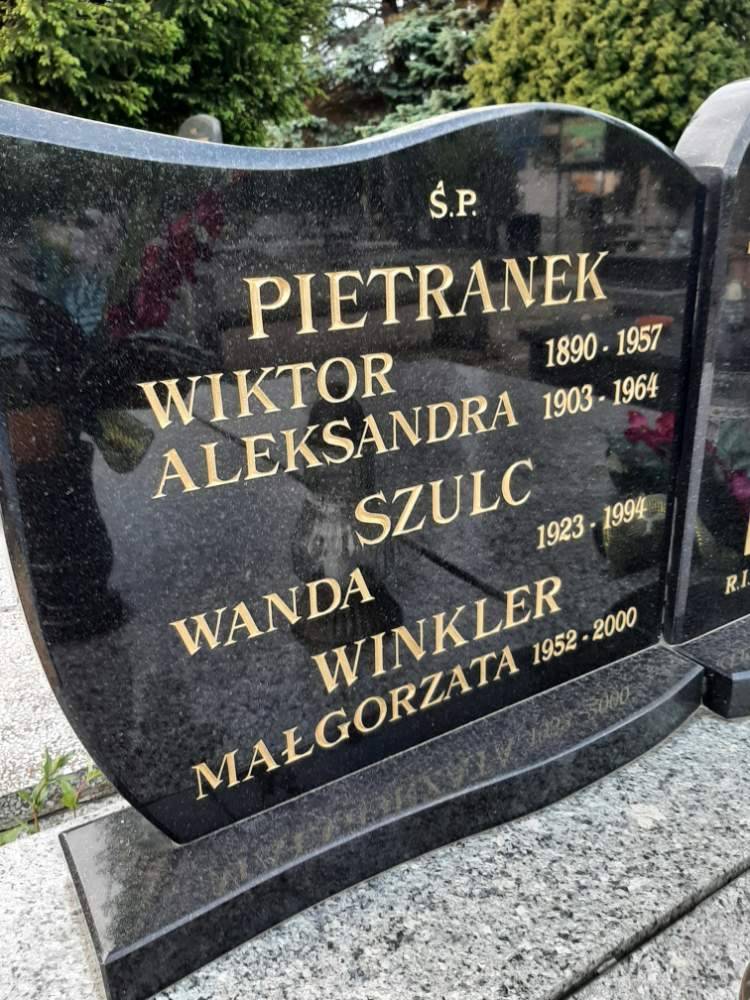 Ś.P.
PIETRANEK
WIKTOR 1890 - 1957
ALEKSANDRA 1903 - 1964
SZULC
WANDA 1923 - 1994
WINKLER
MAŁGORZATA 1952 - 2000
R.I.